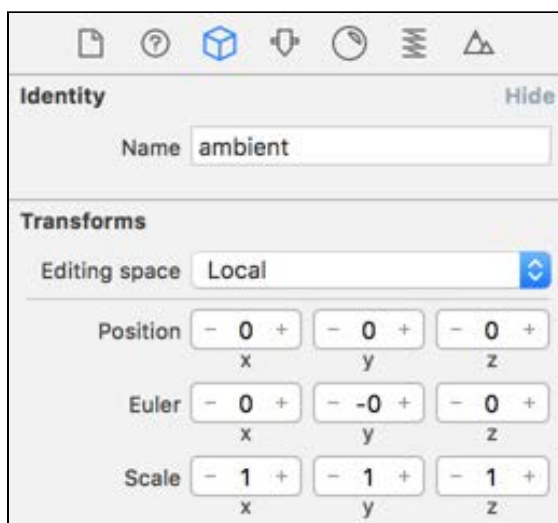 Identity Hide
Name ambient
Transforms
Editing space Local
Position - 0 + - 0 + - 0 +
x y z
Euler - 0 + - -0 + - 0 +
x y z
Scale - 1 + - 1 + - 1 +
x y z